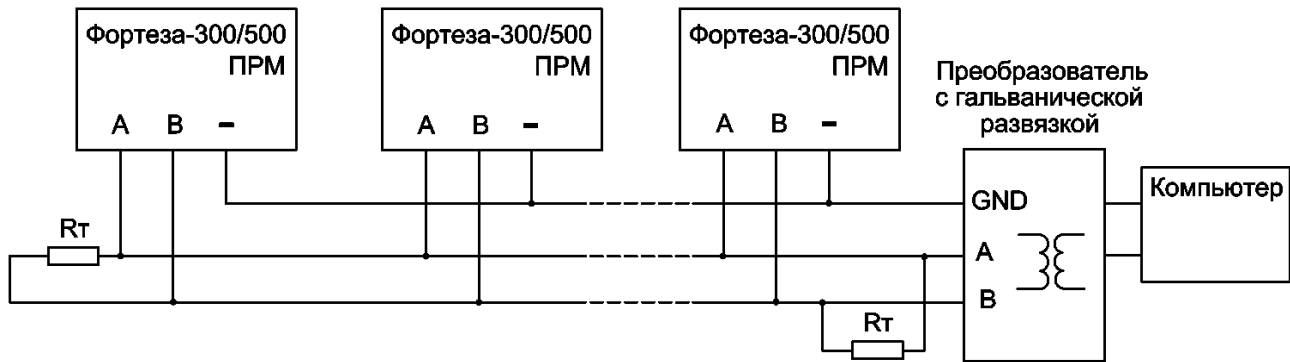 Фортеза-300/500
ПРМ
А В −
Фортеза-300/500
ПРМ
А В −
Фортеза-300/500
ПРМ
А В −
Преобразователь
с гальванической
развязкой
GND
А
В
Компьютер
Rт
Rт